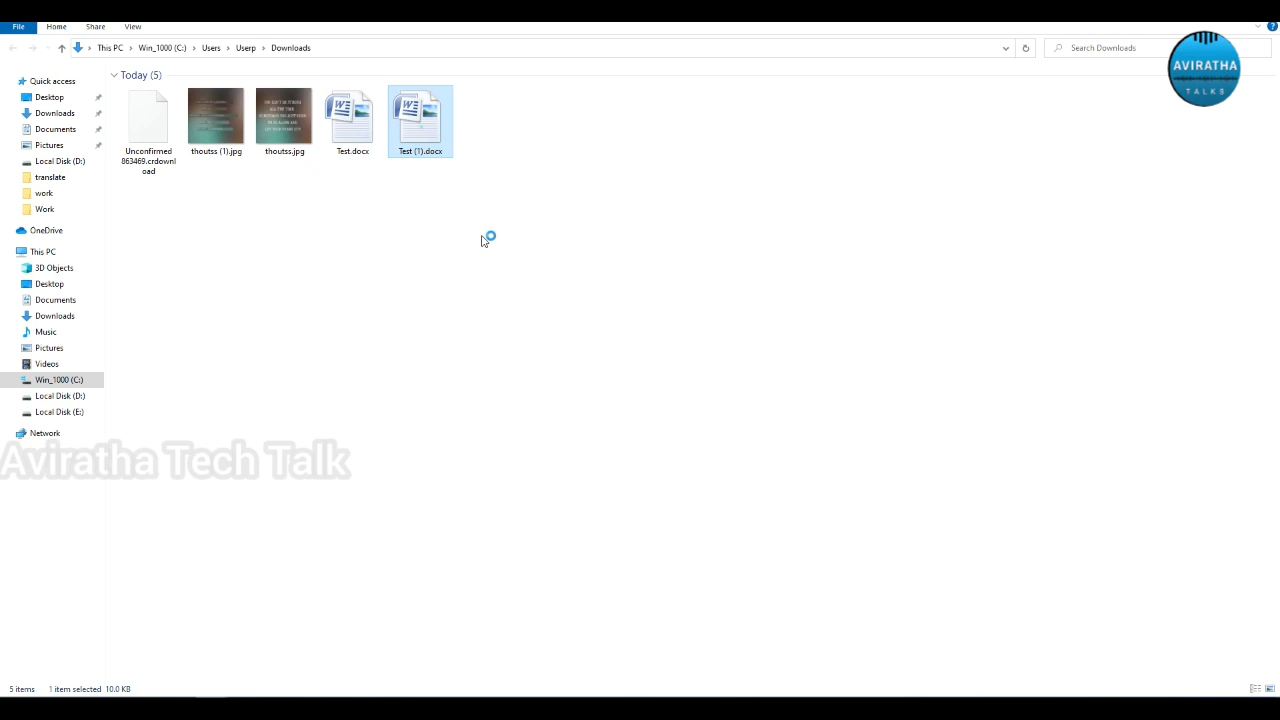 File Home Share View
This PC Win_1000 (C:) Users Userp Downloads Search Downloads
AVIRATHA
TALKS
Quick access
Desktop
Downloads
Documents
Pictures
Local Disk (D:)
translate
work
Work
OneDrive
This PC
3D Objects
Desktop
Documents
Downloads
Music
Pictures
Videos
Win_1000 (C:)
Local Disk (D:)
Local Disk (E:)
Network
Today (5)
Unconfirmed
863469.crdownl
oad
thoutss (1).jpg
thoutss.jpg
Test.docx
Test (1).docx
Aviratha Tech Talk
5 items 1 item selected 10.0 KB